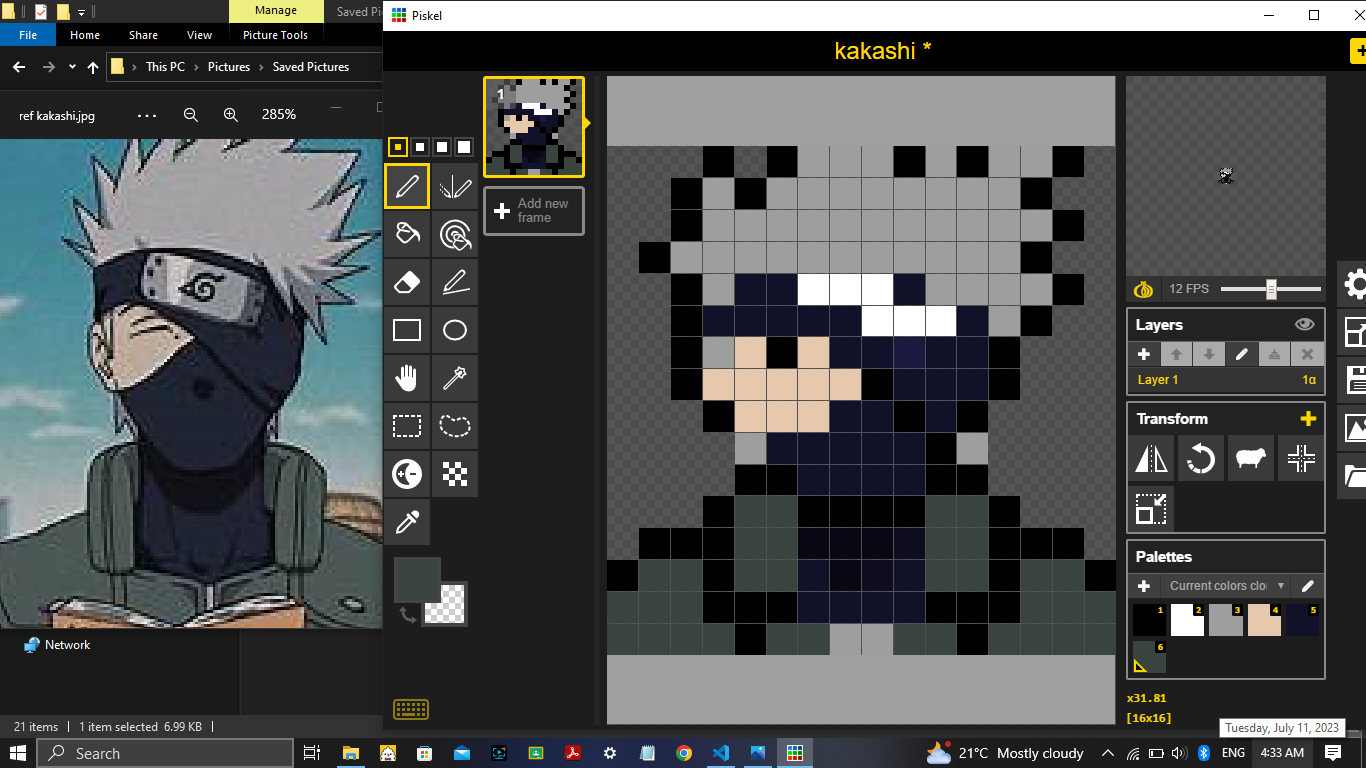 Manage
Saved Pi
File
Home
Share
View
Picture Tools
This PC
Pictures
Saved Pictures
ref kakashi.jpg
285%
Network
21 items
1 item selected
6.99 KB
Piskel
kakashi *
1
Add new
frame
12 FPS
Layers
Layer 1
1α
Transform
Palettes
Current colors clo
1
2
3
4
5
6
x31.81
[16x16]
Tuesday, July 11, 2023
Search
21°C
Mostly cloudy
ENG
4:33 AM